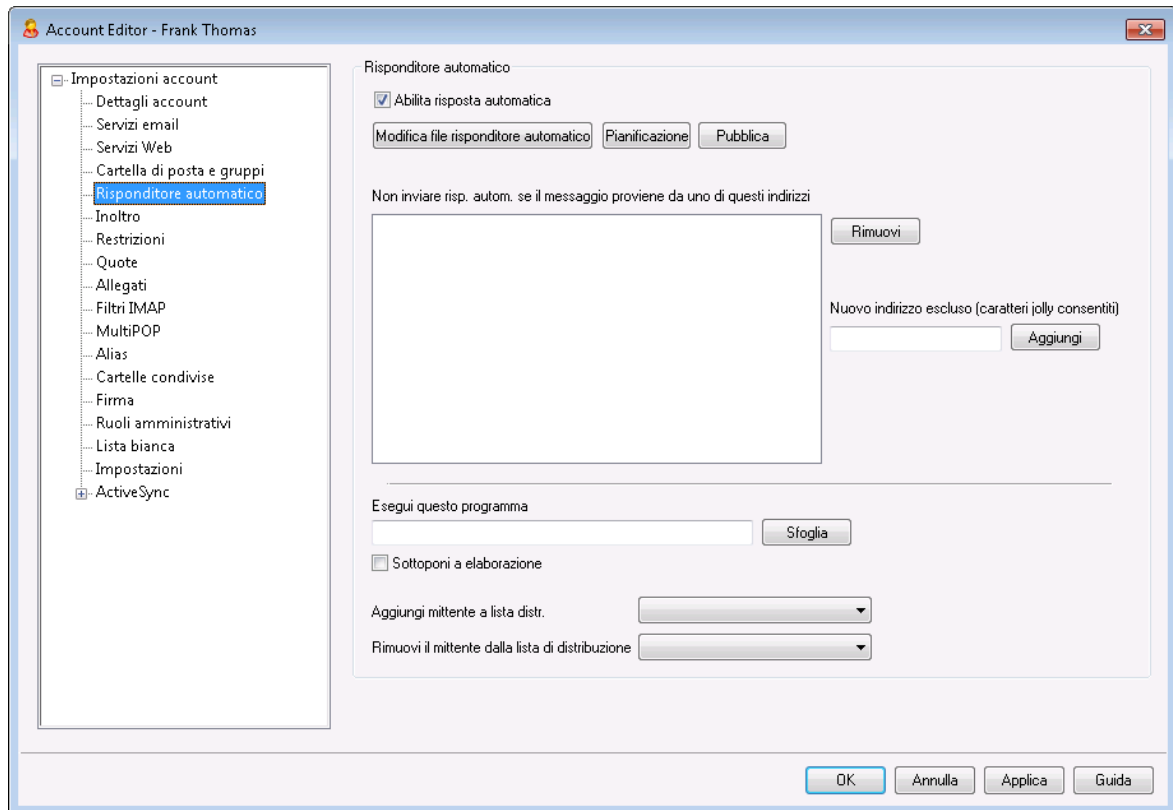 Account Editor - Frank Thomas
Impostazioni account
Dettagli account
Servizi email
Servizi Web
Cartella di posta e gruppi
Risponditore automatico
Inoltro
Restrizioni
Quote
Allegati
Filtri IMAP
MultiPOP
Alias
Cartelle condivise
Firma
Ruoli amministrativi
Lista bianca
Impostazioni
ActiveSync
Risponditore automatico
Abilita risposta automatica
Modifica file risponditore automatico Pianificazione Pubblica
Non inviare risp. autom. se il messaggio proviene da uno di questi indirizzi
Rimuovi
Nuovo indirizzo escluso (caratteri jolly consentiti)
Aggiungi
Esegui questo programma
Sfoglia
Sottoponi a elaborazione
Aggiungi mittente a lista distr.
Rimuovi il mittente dalla lista di distribuzione
OK Annulla Applica Guida